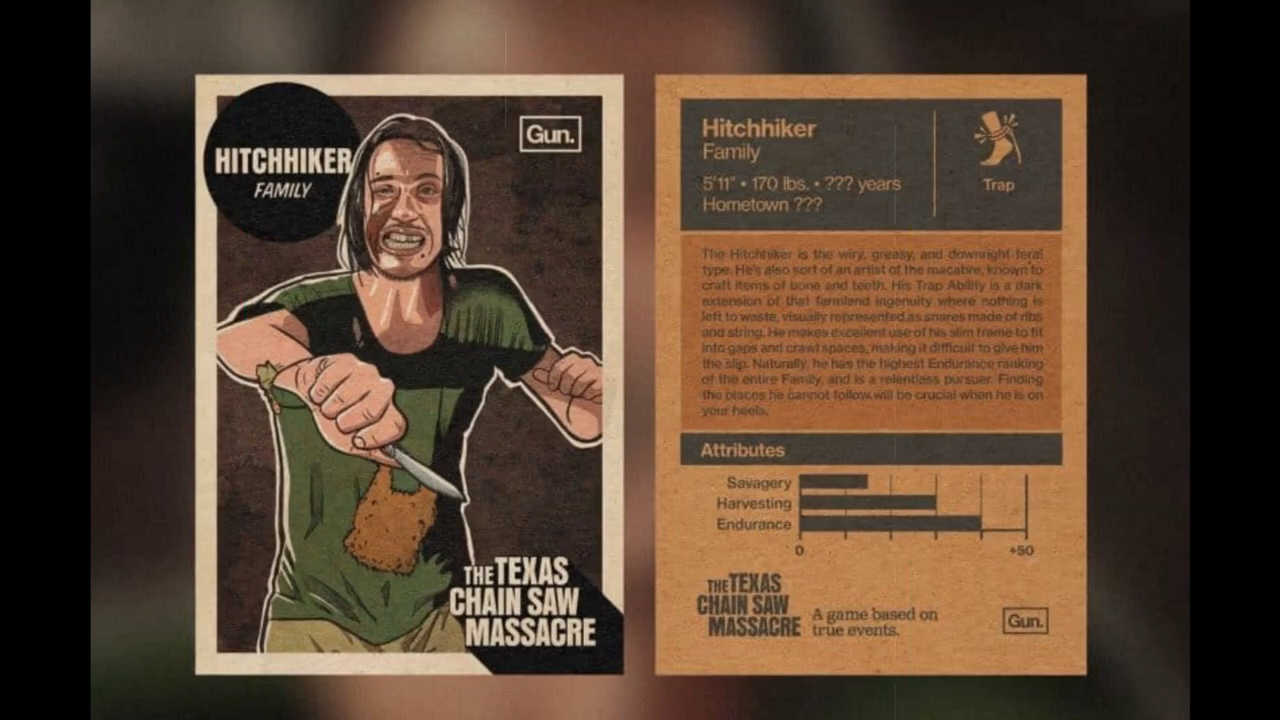 HITCHHIKER
FAMILY
Gun.
THE TEXAS
CHAIN SAW
MASSACRE
Hitchhiker
Family
5'11" • 170 lbs. • ??? years
Hometown ???
Trap
The Hitchhiker is the wiry, greasy, and downright feral
type. He's also sort of an artist of the macabre, known to
craft items of bone and teeth. His Trap Ability is a dark
extension of that farmland ingenuity where nothing is
left to waste, visually represented as snares made of ribs
and string. He makes excellent use of his slim frame to fit
into gaps and crawl spaces, making it difficult to give him
the slip. Naturally, he has the highest Endurance ranking
of the entire Family, and is a relentless pursuer. Finding
the places he cannot follow will be crucial when he is on
your heels.
Attributes
Savagery
Harvesting
Endurance
0 +50
THE TEXAS
CHAIN SAW
MASSACRE
A game based on
true events.
Gun.